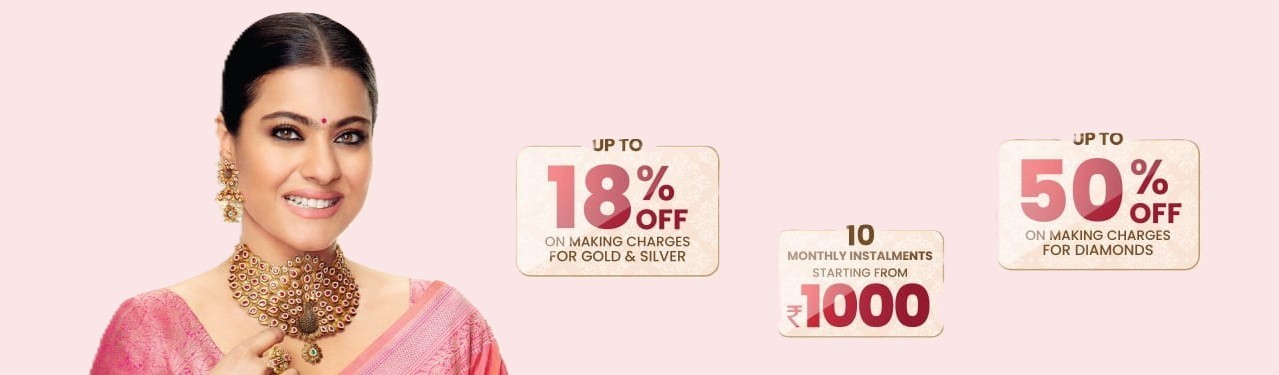 UP TO
18% OFF
ON MAKING CHARGES
FOR GOLD & SILVER
10
MONTHLY INSTALMENTS
STARTING FROM
₹1000
UP TO
50% OFF
ON MAKING CHARGES
FOR DIAMONDS